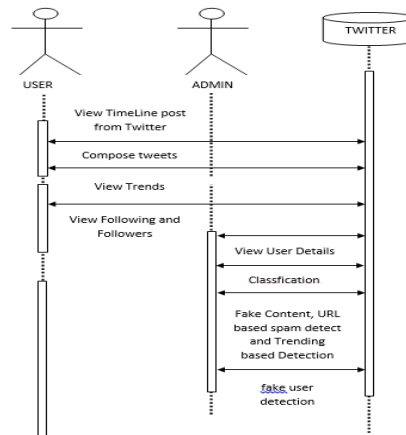 TWITTER
USER
ADMIN
View TimeLine post
from Twitter
Compose tweets
View Trends
View Following and
Followers
View User Details
Classfication
Fake Content, URL
based spam detect
and Trending
based Detection
fake user
detection